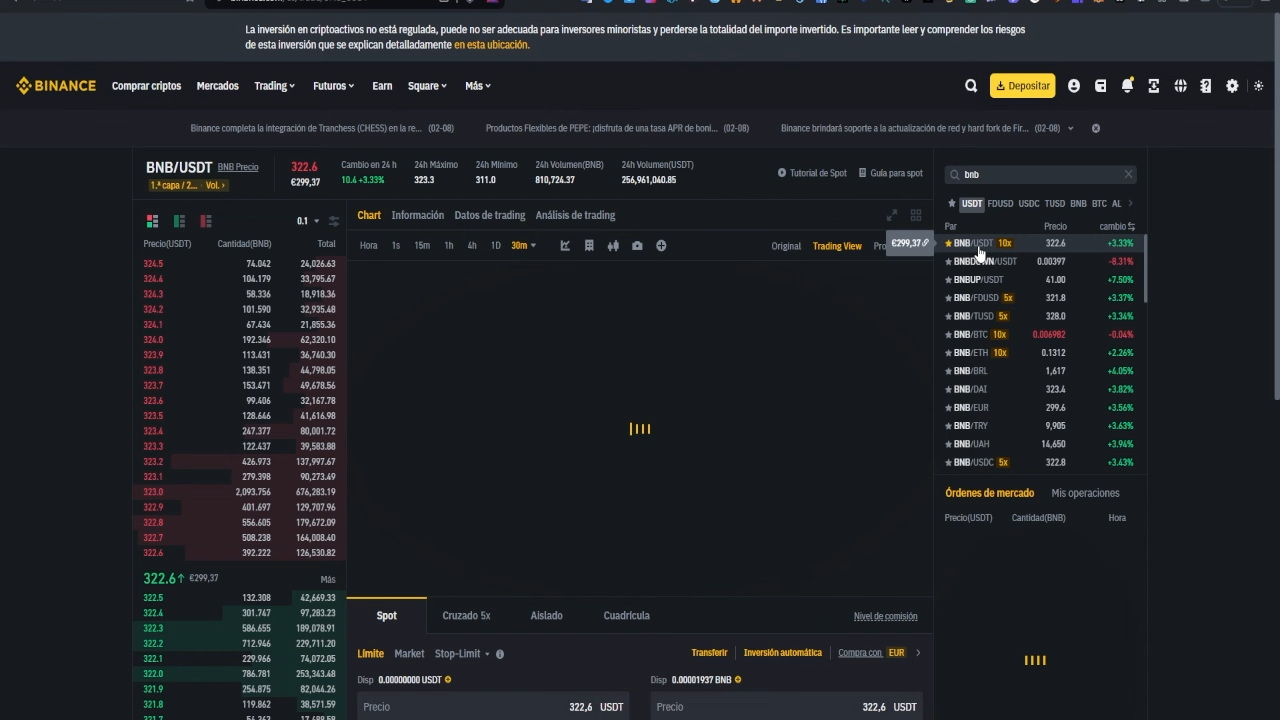 La inversión en criptoactivos no está regulada, puede no ser adecuada para inversores minoristas y perderse la totalidad del importe invertido. Es importante leer y comprender los riesgos
de esta inversión que se explican detalladamente en esta ubicación.
BINANCE Comprar criptos Mercados Trading Futuros Earn Square Más Depositar
Binance completa la integración de Tranchess (CHESS) en la re... (02-08) Productos Flexibles de PEPE: ¡disfruta de una tasa APR de boni... (02-08) Binance brindará soporte a la actualización de red y hard fork de Fir... (02-08)
BNB/USDT BNB Precio
1.ª capa / 2... Vol.
322.6
€299,37
Cambio en 24 h 24h Máximo 24h Mínimo 24h Volumen(BNB) 24h Volumen(USDT)
10.4 +3.33% 323.3 311.0 810,724.37 256,961,040.85
Tutorial de Spot Guía para spot
0.1
Precio(USDT) Cantidad(BNB) Total
324.5 74.042 24,026.63
324.4 104.179 33,795.67
324.3 58.336 18,918.36
324.2 101.590 32,935.48
324.1 67.434 21,855.36
324.0 192.346 62,320.10
323.9 113.431 36,740.30
323.8 138.351 44,798.05
323.7 153.471 49,678.56
323.6 99.406 32,167.78
323.5 128.646 41,616.98
323.4 247.377 80,001.72
323.3 122.437 39,583.88
323.2 426.973 137,997.67
323.1 279.398 90,273.49
323.0 2,093.756 676,283.19
322.9 401.697 129,707.96
322.8 556.605 179,672.09
322.7 508.238 164,008.40
322.6 392.222 126,530.82
322.6↑ €299,37 Más
322.5 132.308 42,669.33
322.4 301.747 97,283.23
322.3 586.655 189,078.91
322.2 712.946 229,711.20
322.1 229.966 74,072.05
322.0 786.781 253,343.48
321.9 254.875 82,044.26
321.8 119.862 38,571.59
Chart Información Datos de trading Análisis de trading
Hora 1s 15m 1h 4h 1D 30m Original Trading View Pro
€299,37
Spot Cruzado 5x Aislado Cuadrícula Nivel de comisión
Límite Market Stop-Limit Transferir Inversión automática Compra con EUR
Disp 0.00000000 USDT Disp 0.00001937 BNB
Precio 322,6 USDT Precio 322,6 USDT
bnb
USDT FDUSD USDC TUSD BNB BTC AL
Par Precio cambio
BNB/USDT 10x 322.6 +3.33%
BNBDOWN/USDT 0.00397 -8.31%
BNBUP/USDT 41.00 +7.50%
BNB/FDUSD 5x 321.8 +3.37%
BNB/TUSD 5x 328.0 +3.34%
BNB/BTC 10x 0.006982 -0.04%
BNB/ETH 10x 0.1312 +2.26%
BNB/BRL 1,617 +4.05%
BNB/DAI 323.4 +3.82%
BNB/EUR 299.6 +3.56%
BNB/TRY 9,905 +3.63%
BNB/UAH 14,650 +3.94%
BNB/USDC 5x 322.8 +3.43%
Órdenes de mercado Mis operaciones
Precio(USDT) Cantidad(BNB) Hora